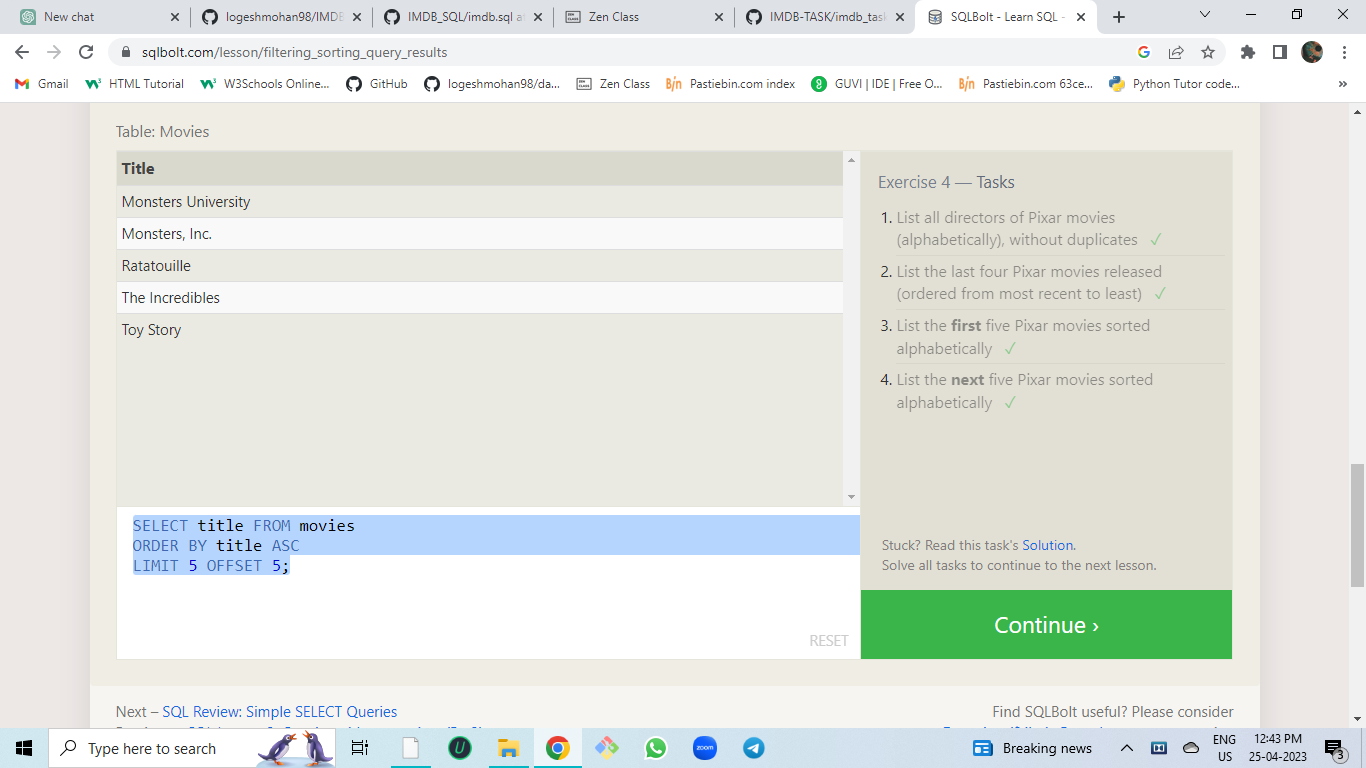 New chat
logeshmohan98/IMDB
IMDB_SQL/imdb.sql at
Zen Class
IMDB-TASK/imdb_task
SQLBolt - Learn SQL -
sqlbolt.com/lesson/filtering_sorting_query_results
Gmail
HTML Tutorial
W3Schools Online...
GitHub
logeshmohan98/da...
Zen Class
Pastiebin.com index
GUVI | IDE | Free O...
Pastiebin.com 63ce...
Python Tutor code...
»
Table: Movies
Title
Monsters University
Monsters, Inc.
Ratatouille
The Incredibles
Toy Story
SELECT title FROM movies
ORDER BY title ASC
LIMIT 5 OFFSET 5;
RESET
Exercise 4 — Tasks
1. List all directors of Pixar movies
(alphabetically), without duplicates ✓
2. List the last four Pixar movies released
(ordered from most recent to least) ✓
3. List the first five Pixar movies sorted
alphabetically ✓
4. List the next five Pixar movies sorted
alphabetically ✓
Stuck? Read this task's Solution.
Solve all tasks to continue to the next lesson.
Continue ›
Next – SQL Review: Simple SELECT Queries
Find SQLBolt useful? Please consider
Type here to search
zoom
Breaking news
ENG
US
12:43 PM
25-04-2023
3